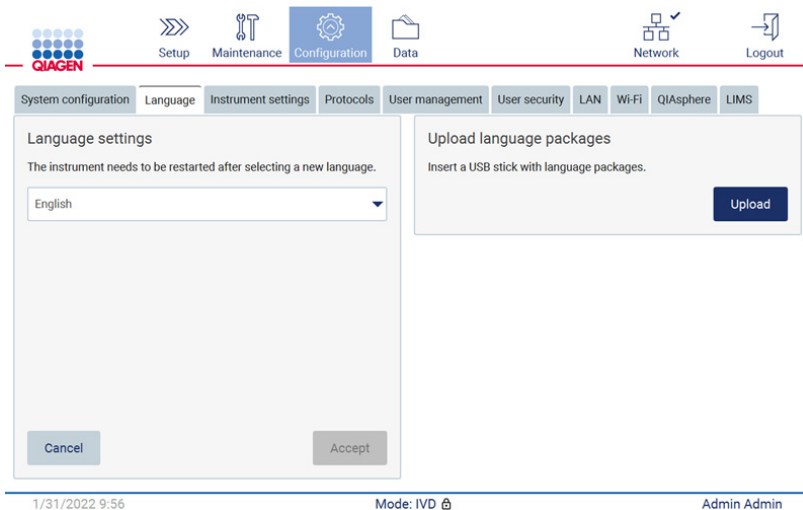 QIAGEN
Setup
Maintenance
Configuration
Data
Network
Logout
System configuration
Language
Instrument settings
Protocols
User management
User security
LAN
Wi-Fi
QIAsphere
LIMS
Language settings
The instrument needs to be restarted after selecting a new language.
English
Cancel
Accept
Upload language packages
Insert a USB stick with language packages.
Upload
1/31/2022 9:56
Mode: IVD
Admin Admin